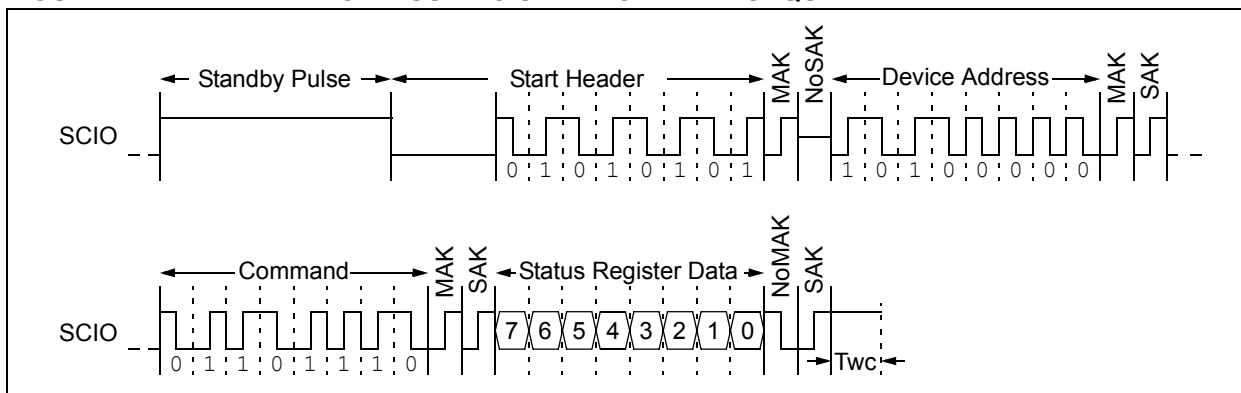 Standby Pulse Start Header MAK NoSAK Device Address MAK SAK
SCIO
0 1 0 1 0 1 0 1 1 0 1 0 0 0 0 0
Command MAK SAK Status Register Data NoMAK SAK
SCIO 7 6 5 4 3 2 1 0
Twc
0 1 1 0 1 1 1 0